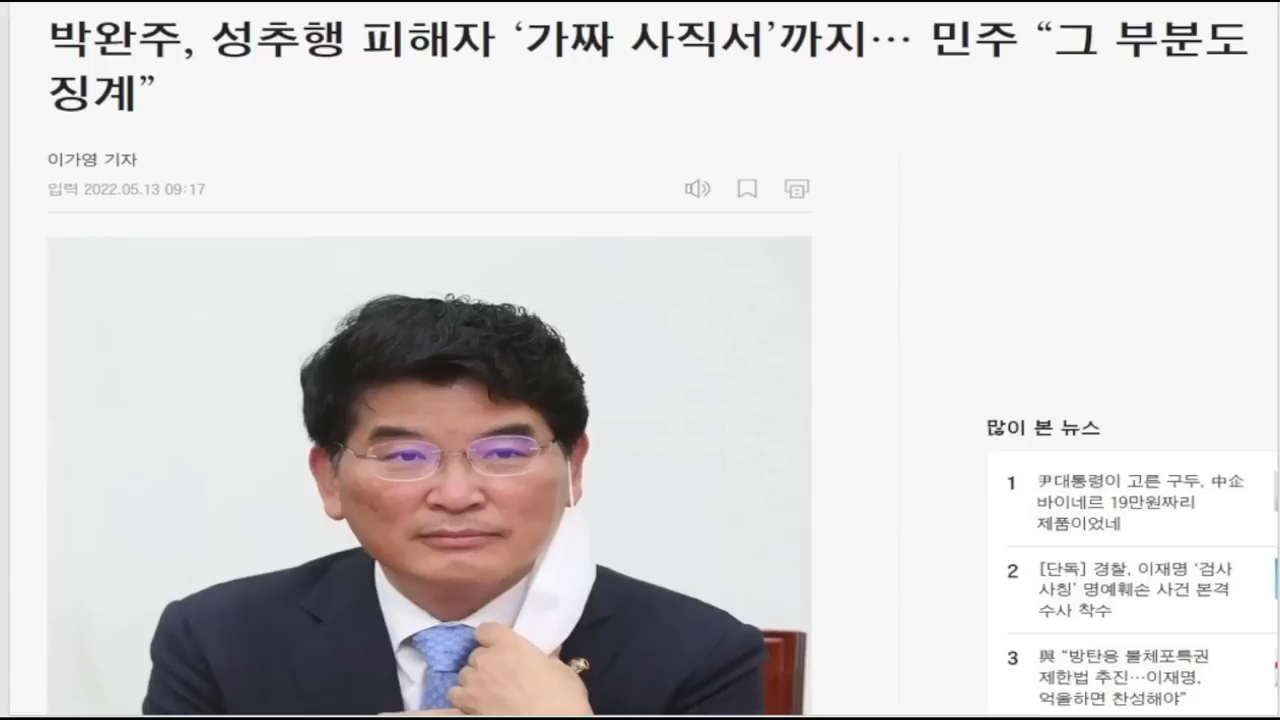 박완주, 성추행 피해자 ‘가짜 사직서’까지… 민주 “그 부분도
징계”
이가영 기자
입력 2022.05.13 09:17
많이 본 뉴스
1 尹대통령이 고른 구두, 中企
바이네르 19만원짜리
제품이었네
2 [단독] 경찰, 이재명 ‘검사
사칭’ 명예훼손 사건 본격
수사 착수
3 與 “방탄용 불체포특권
제한법 추진…이재명,
억울하면 찬성해야”